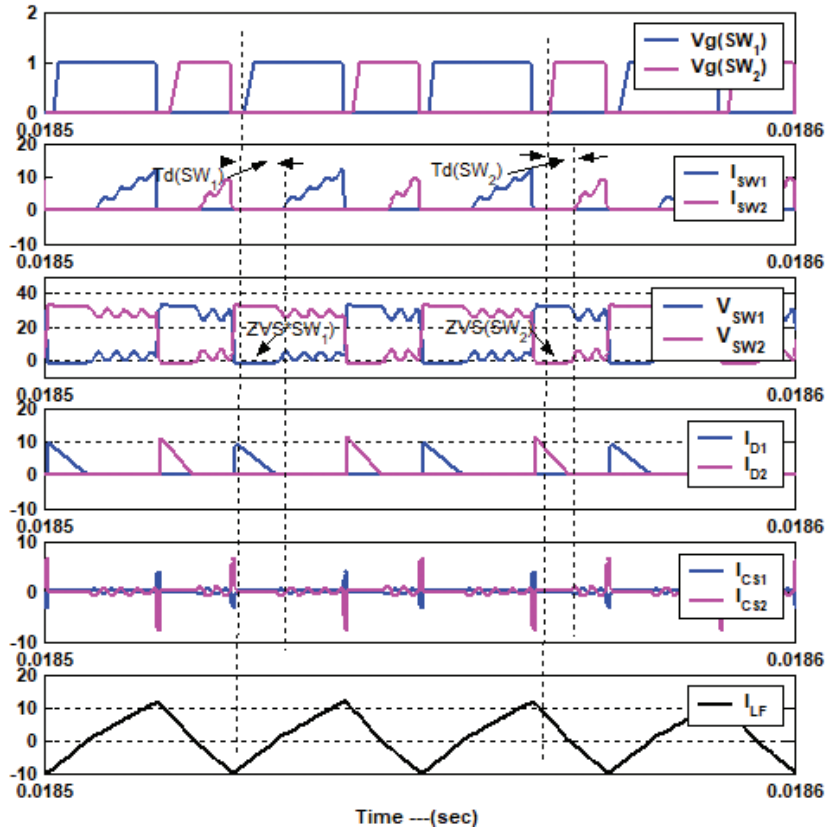 2
1
0
Vg(SW1)
Vg(SW2)
0.0185 0.0186
20
10
0
-10
Td(SW1)
Td(SW2)
ISW1
ISW2
0.0185 0.0186
40
20
0
ZVS*SW1)
ZVS(SW2)
VSW1
VSW2
0.0185 0.0186
20
10
0
-10
ID1
ID2
0.0185 0.0186
10
0
-10
ICS1
ICS2
0.0185 0.0186
20
10
0
-10
ILF
0.0185 0.0186
Time ---(sec)